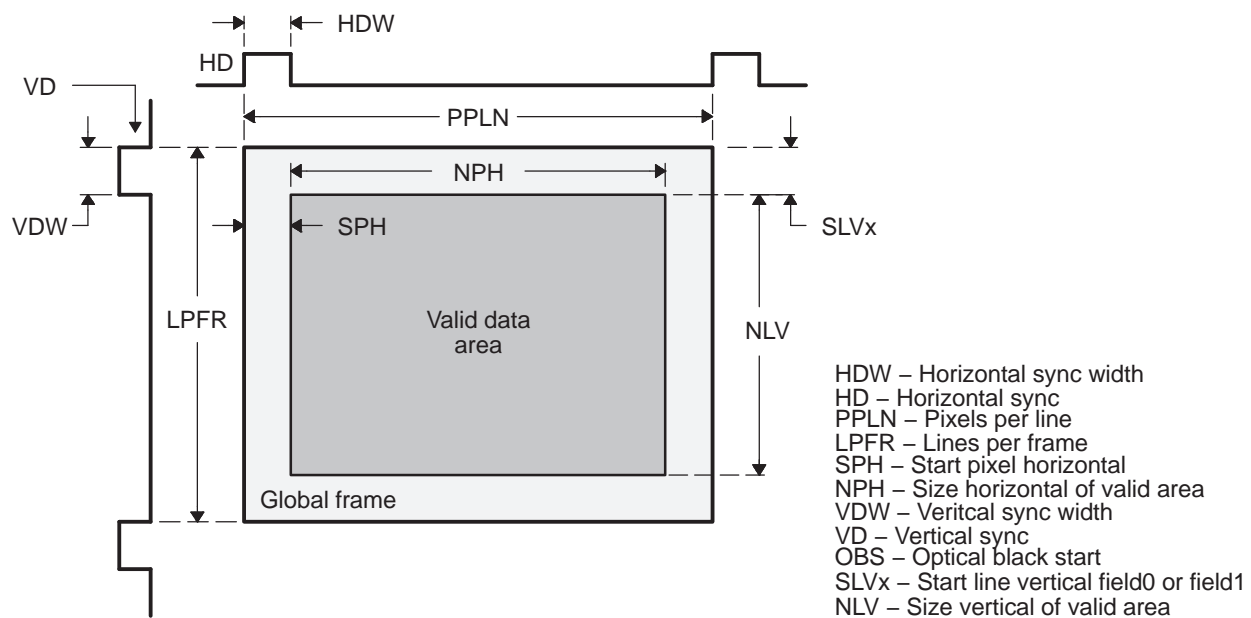 HDW
HD
VD
PPLN
NPH
VDW
SPH
SLVx
LPFR
Valid data
area
NLV
Global frame
HDW – Horizontal sync width
HD – Horizontal sync
PPLN – Pixels per line
LPFR – Lines per frame
SPH – Start pixel horizontal
NPH – Size horizontal of valid area
VDW – Veritcal sync width
VD – Vertical sync
OBS – Optical black start
SLVx – Start line vertical field0 or field1
NLV – Size vertical of valid area